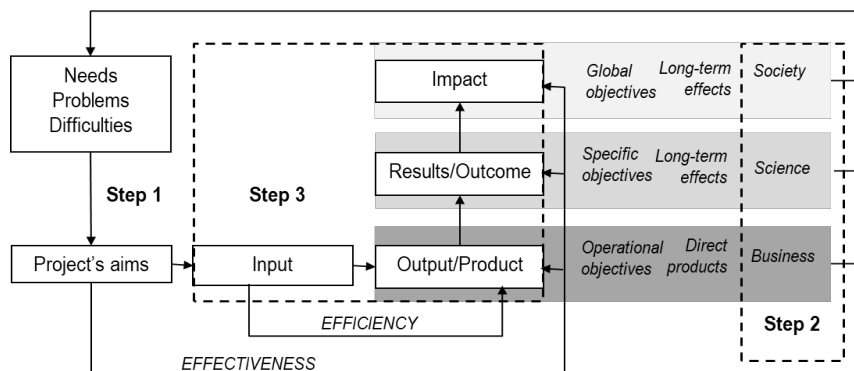 Needs
Problems
Difficulties
Impact
Global
objectives
Long-term
effects
Society
Step 1
Step 3
Results/Outcome
Specific
objectives
Long-term
effects
Science
Project's aims
Input
Output/Product
Operational
objectives
Direct
products
Business
EFFICIENCY
Step 2
EFFECTIVENESS